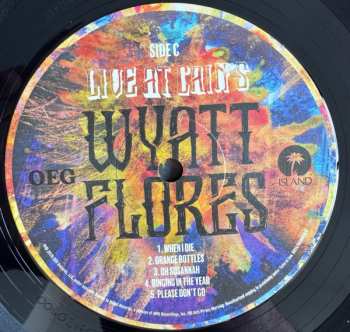 SIDE C
LIVE AT CAIN'S
WYATT
OEG
ISLAND
FLORES
1. WHEN I DIE
2. ORANGE BOTTLES
3. OH SUSANNAH
4. RINGING IN THE YEAR
5. PLEASE DON'T GO